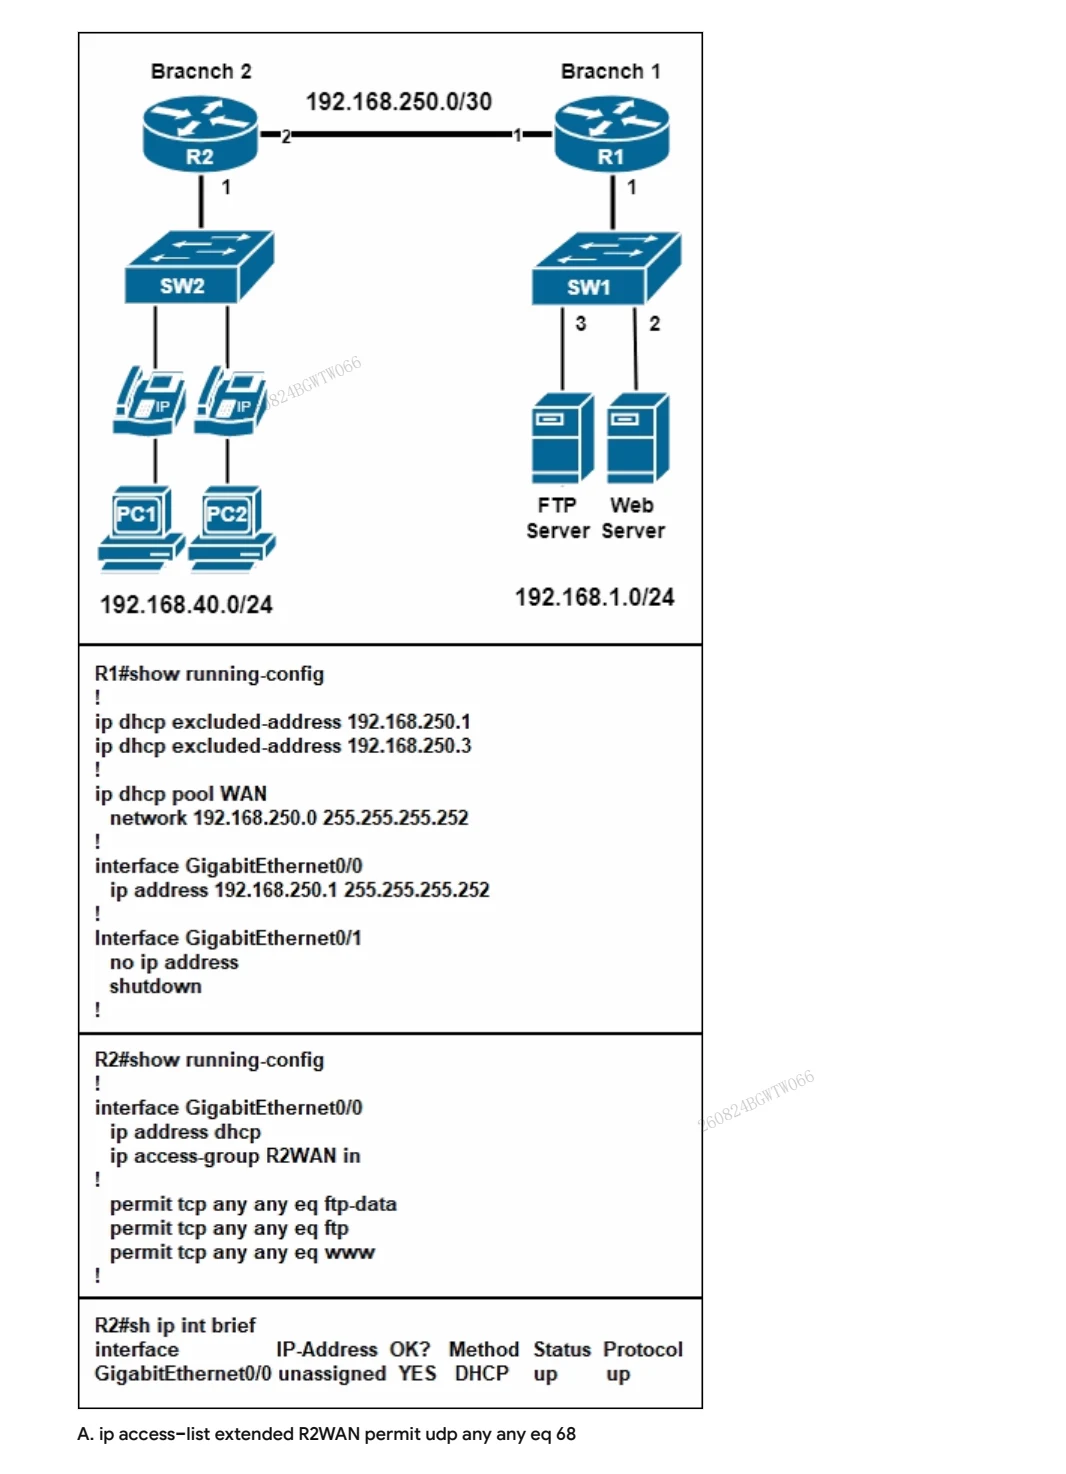 Bracnch 2
Bracnch 1
192.168.250.0/30
2
1
R2
R1
1
1
SW2
SW1
3
2
IP
IP
PC1
PC2
FTP Server
Web Server
192.168.40.0/24
192.168.1.0/24
R1#show running-config
!
ip dhcp excluded-address 192.168.250.1
ip dhcp excluded-address 192.168.250.3
!
ip dhcp pool WAN
network 192.168.250.0 255.255.255.252
!
interface GigabitEthernet0/0
ip address 192.168.250.1 255.255.255.252
!
Interface GigabitEthernet0/1
no ip address
shutdown
!
R2#show running-config
!
interface GigabitEthernet0/0
ip address dhcp
ip access-group R2WAN in
!
permit tcp any any eq ftp-data
permit tcp any any eq ftp
permit tcp any any eq www
!
260824BGWTW066
R2#sh ip int brief
interface IP-Address OK? Method Status Protocol
GigabitEthernet0/0 unassigned YES DHCP up up
A. ip access-list extended R2WAN permit udp any any eq 68